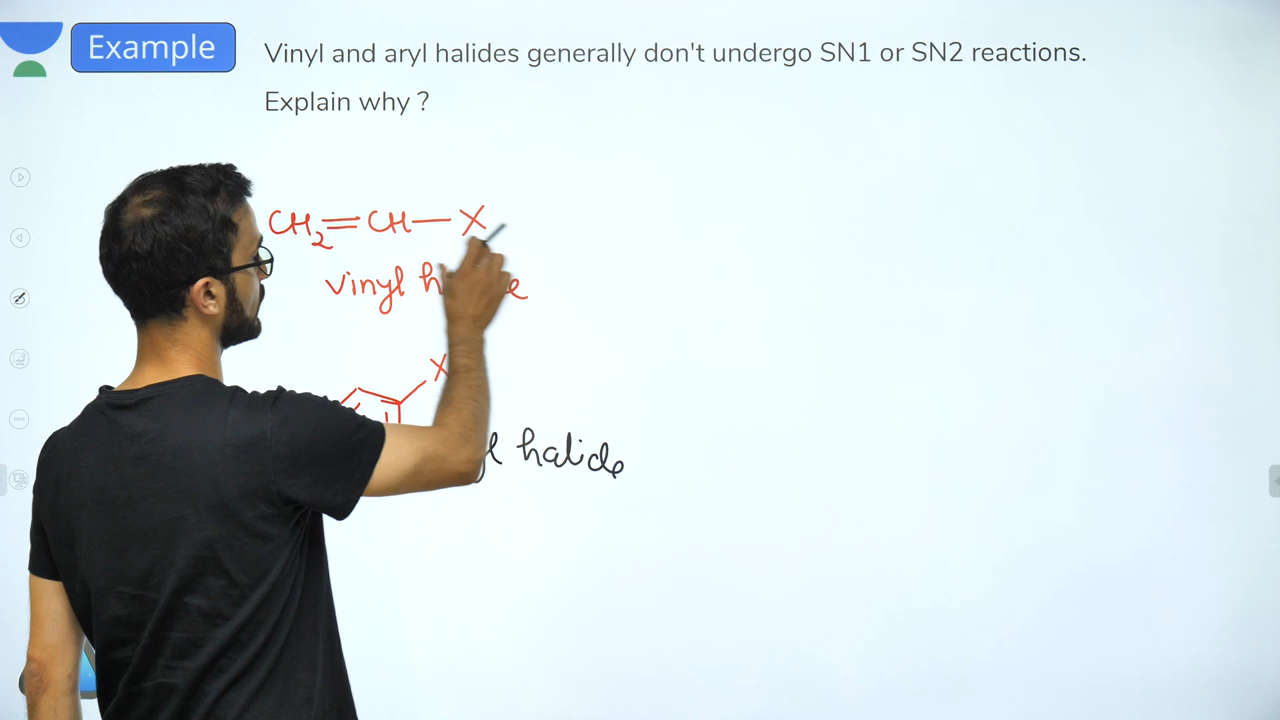 Example
Vinyl and aryl halides generally don't undergo SN1 or SN2 reactions.
Explain why ?
CH₂=CH—X
vinyl
X
halide